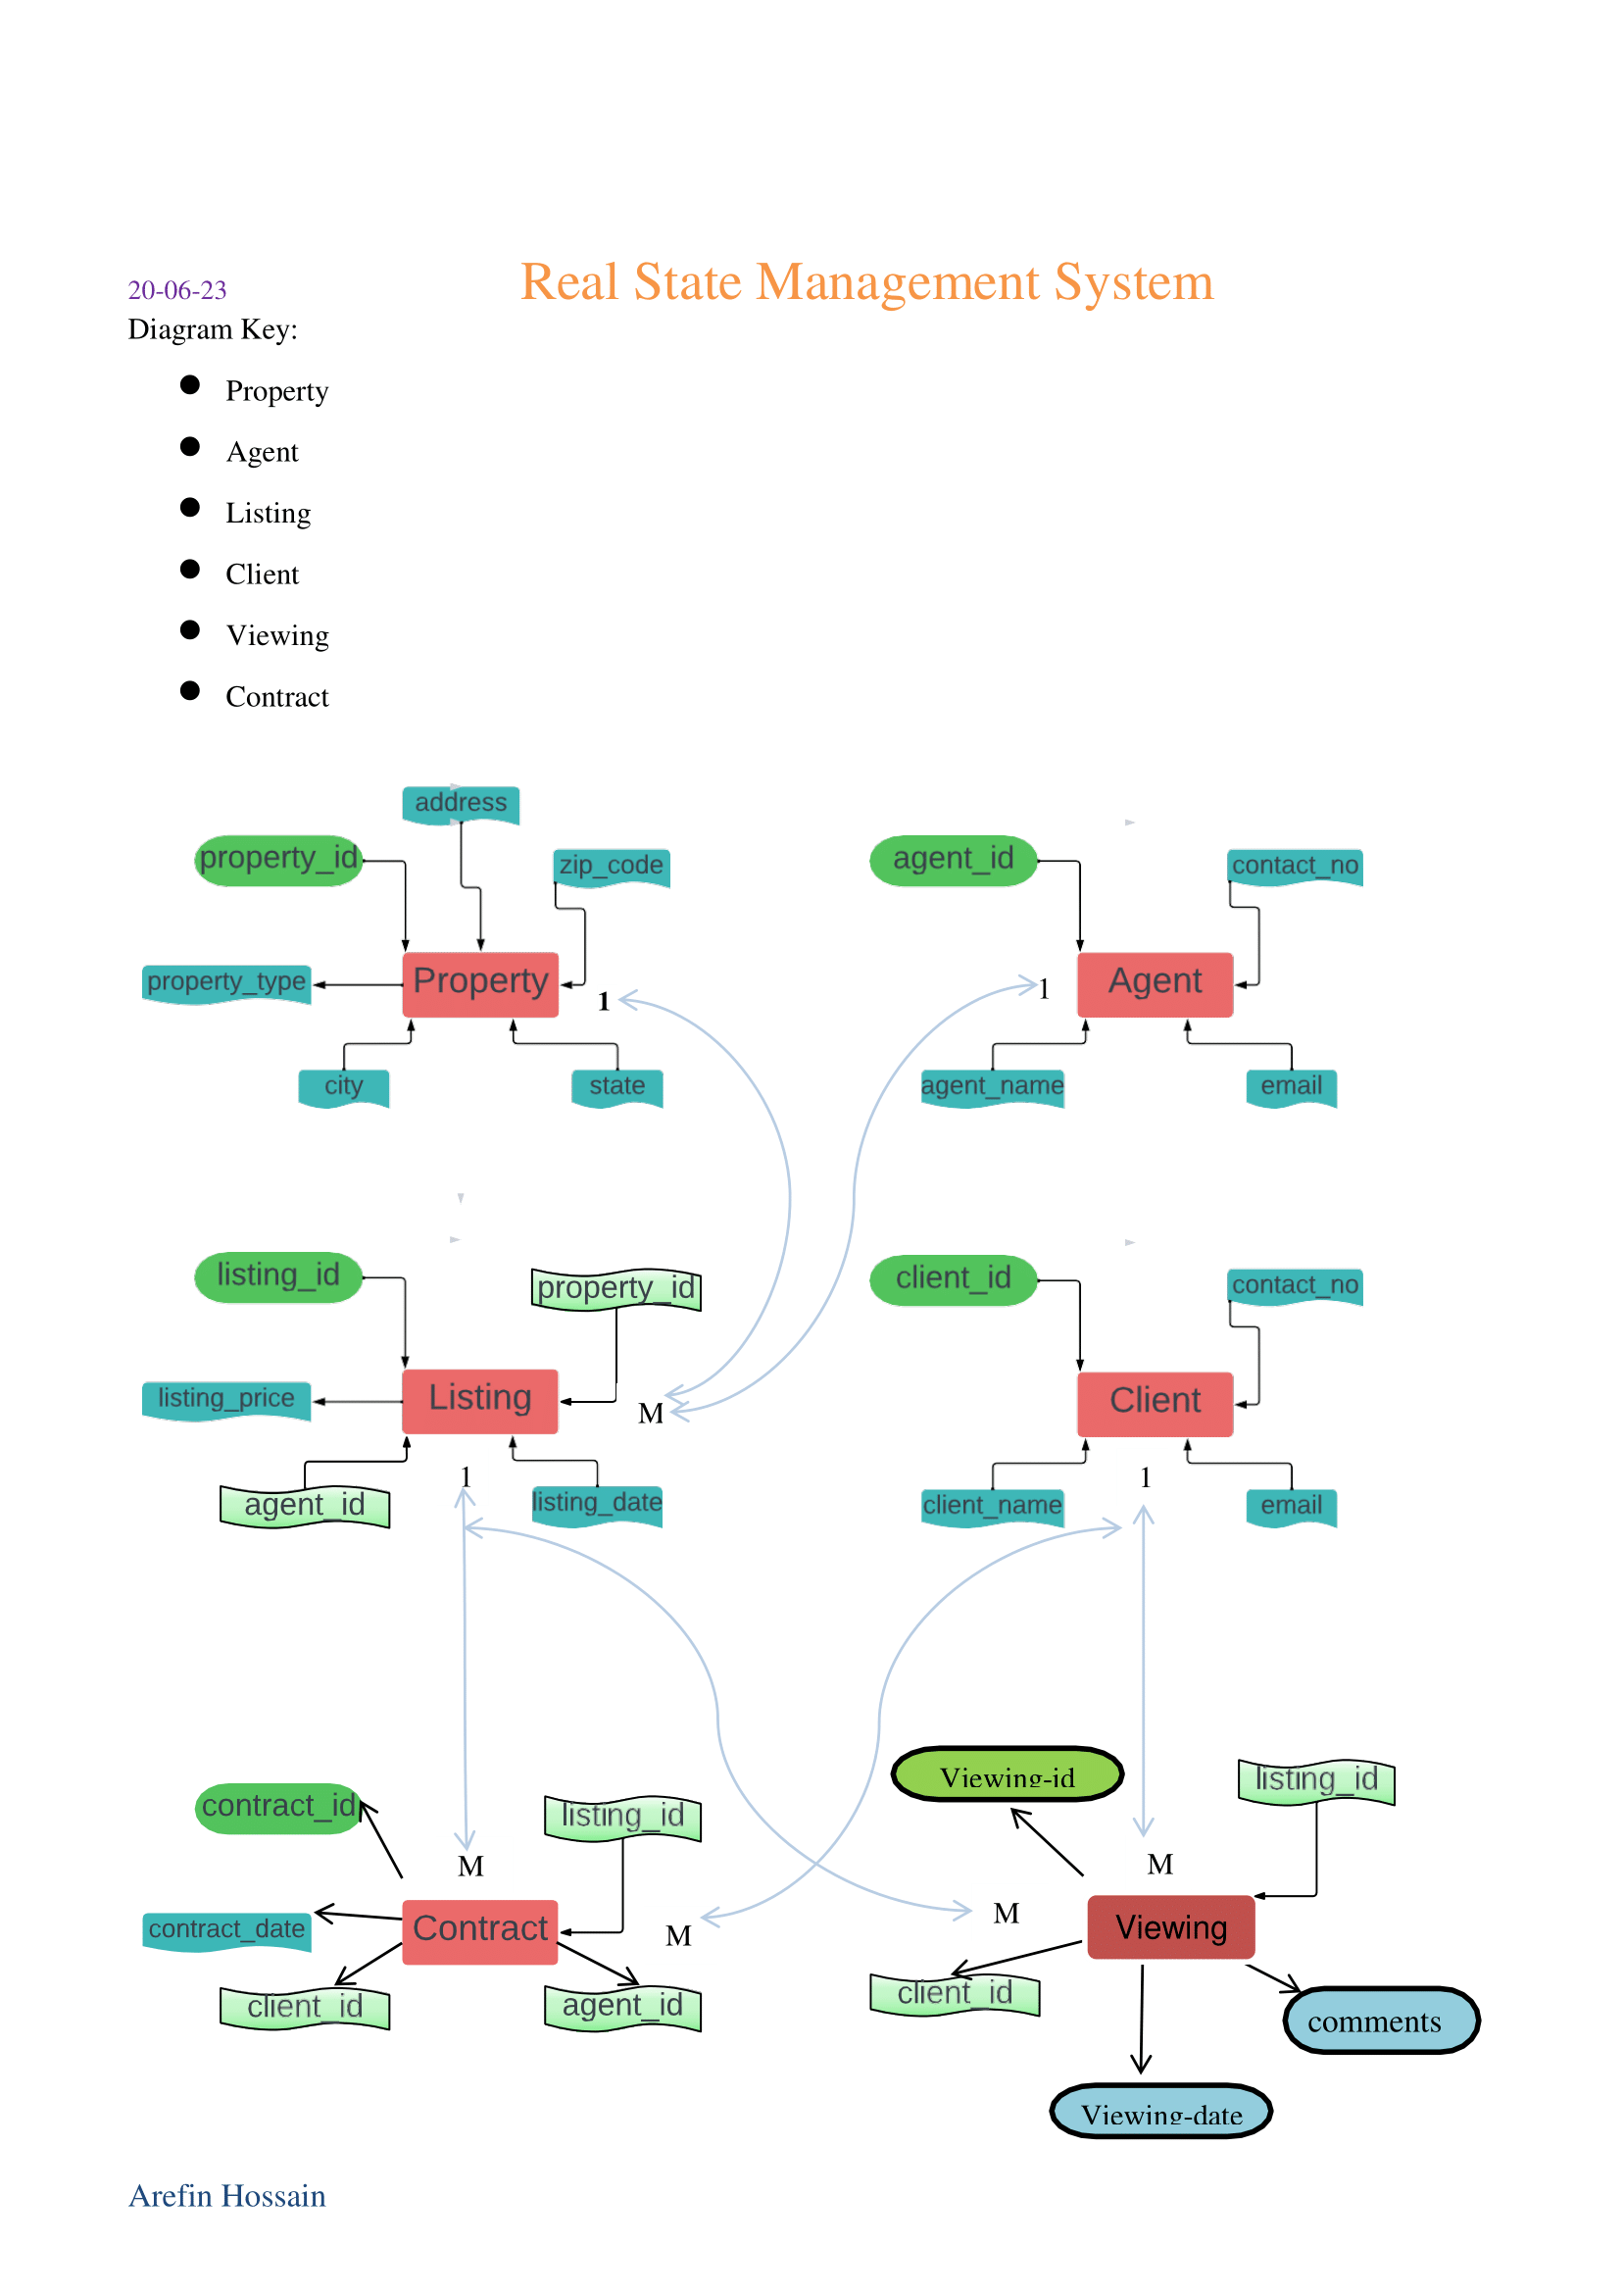 Real State Management System
20-06-23
Diagram Key:
Property
Agent
Listing
Client
Viewing
Contract
address
property_id
zip_code
property_type
Property
1
city
state
agent_id
contact_no
1
Agent
agent_name
email
listing_id
property_id
listing_price
Listing
M
1
agent_id
listing_date
client_id
contact_no
Client
client_name
1
email
contract_id
listing_id
M
contract_date
Contract
M
client_id
agent_id
Viewing-id
listing_id
M
M
Viewing
client_id
comments
Viewing-date
Arefin Hossain